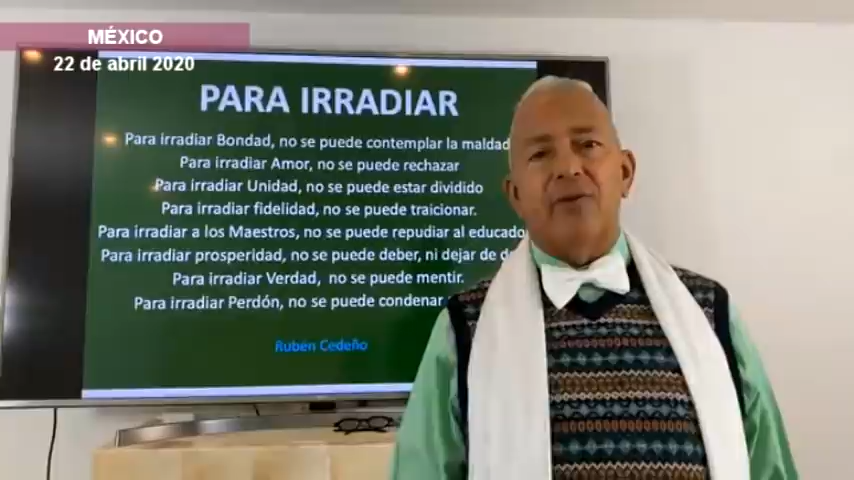 MÉXICO
22 de abril 2020
PARA IRRADIAR
Para irradiar Bondad, no se puede contemplar la maldad
Para irradiar Amor, no se puede rechazar
Para irradiar Unidad, no se puede estar dividido
Para irradiar fidelidad, no se puede traicionar.
Para irradiar a los Maestros, no se puede repudiar al educado
Para irradiar prosperidad, no se puede deber, ni dejar de
Para irradiar Verdad, no se puede mentir.
Para irradiar Perdón, no se puede condenar
Rubén Cedeño